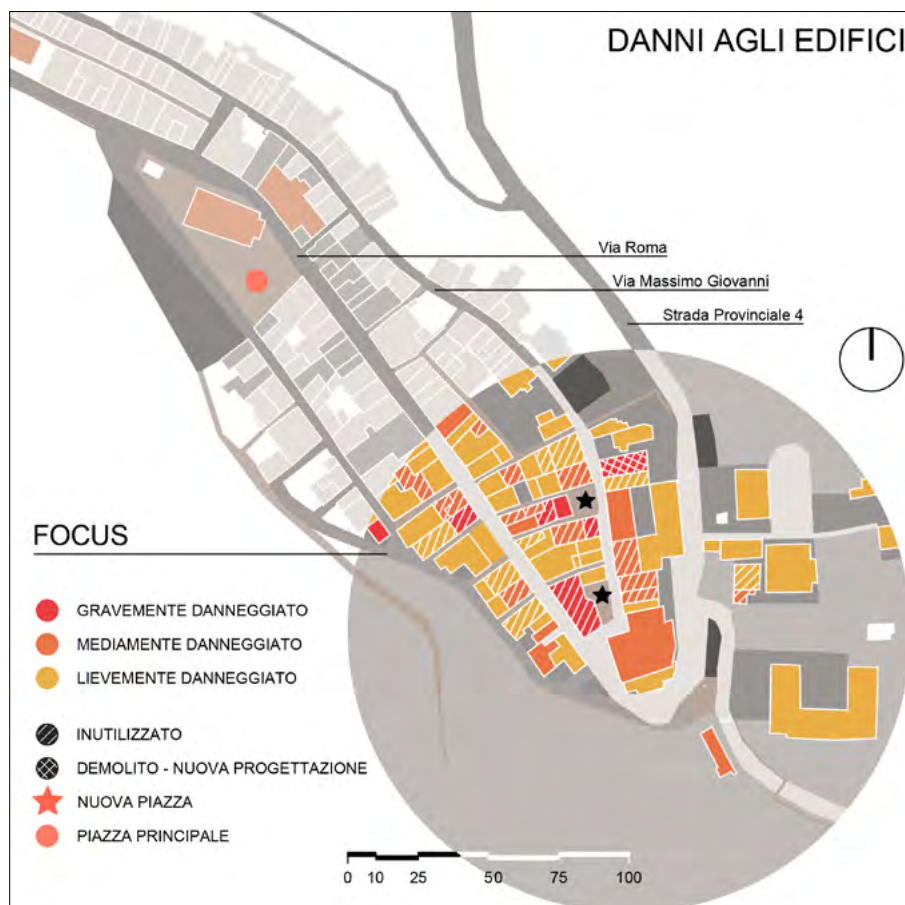 DANNI AGLI EDIFICI
Via Roma
Via Massimo Giovanni
Strada Provinciale 4
FOCUS
GRAVEMENTE DANNEGGIATO
MEDIAMENTE DANNEGGIATO
LIEVEMENTE DANNEGGIATO
INUTILIZZATO
DEMOLITO - NUOVA PROGETTAZIONE
NUOVA PIAZZA
PIAZZA PRINCIPALE
0 10 25 50 75 100